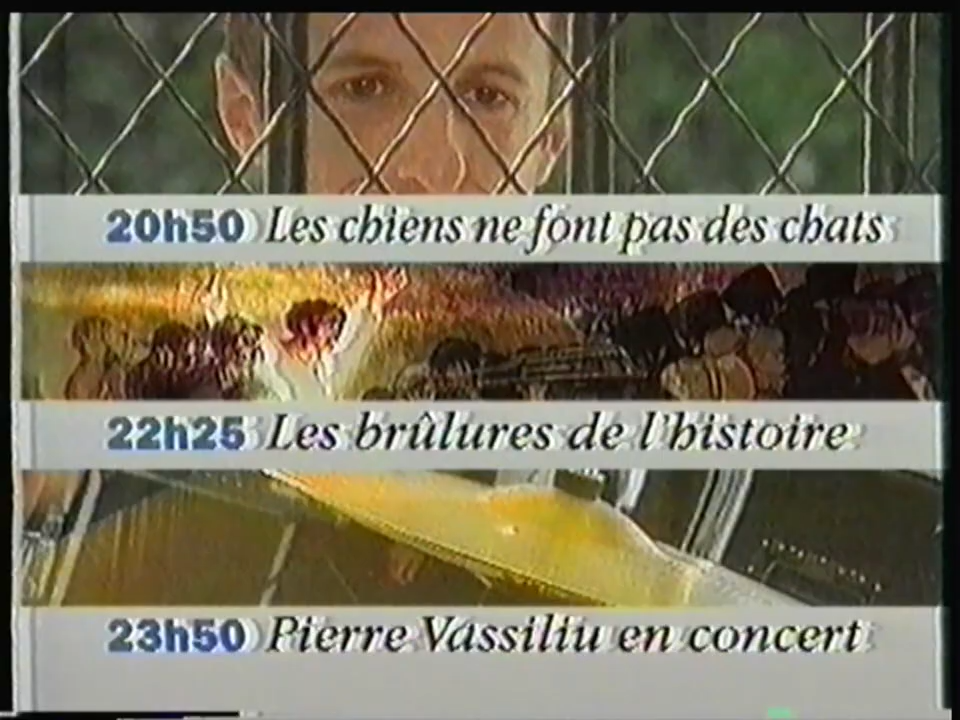 20h50 Les chiens ne font pas des chats
22h25 Les brûlures de l'histoire
23h50 Pierre Vassiliu en concert